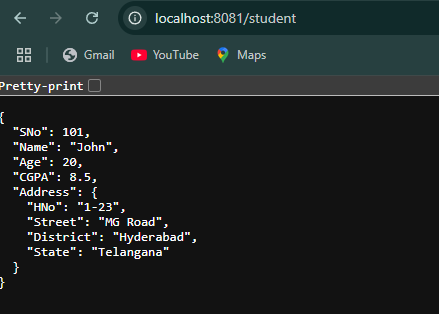 localhost:8081/student
Gmail YouTube Maps
Pretty-print
{
  "SNo": 101,
  "Name": "John",
  "Age": 20,
  "CGPA": 8.5,
  "Address": {
    "HNo": "1-23",
    "Street": "MG Road",
    "District": "Hyderabad",
    "State": "Telangana"
  }
}